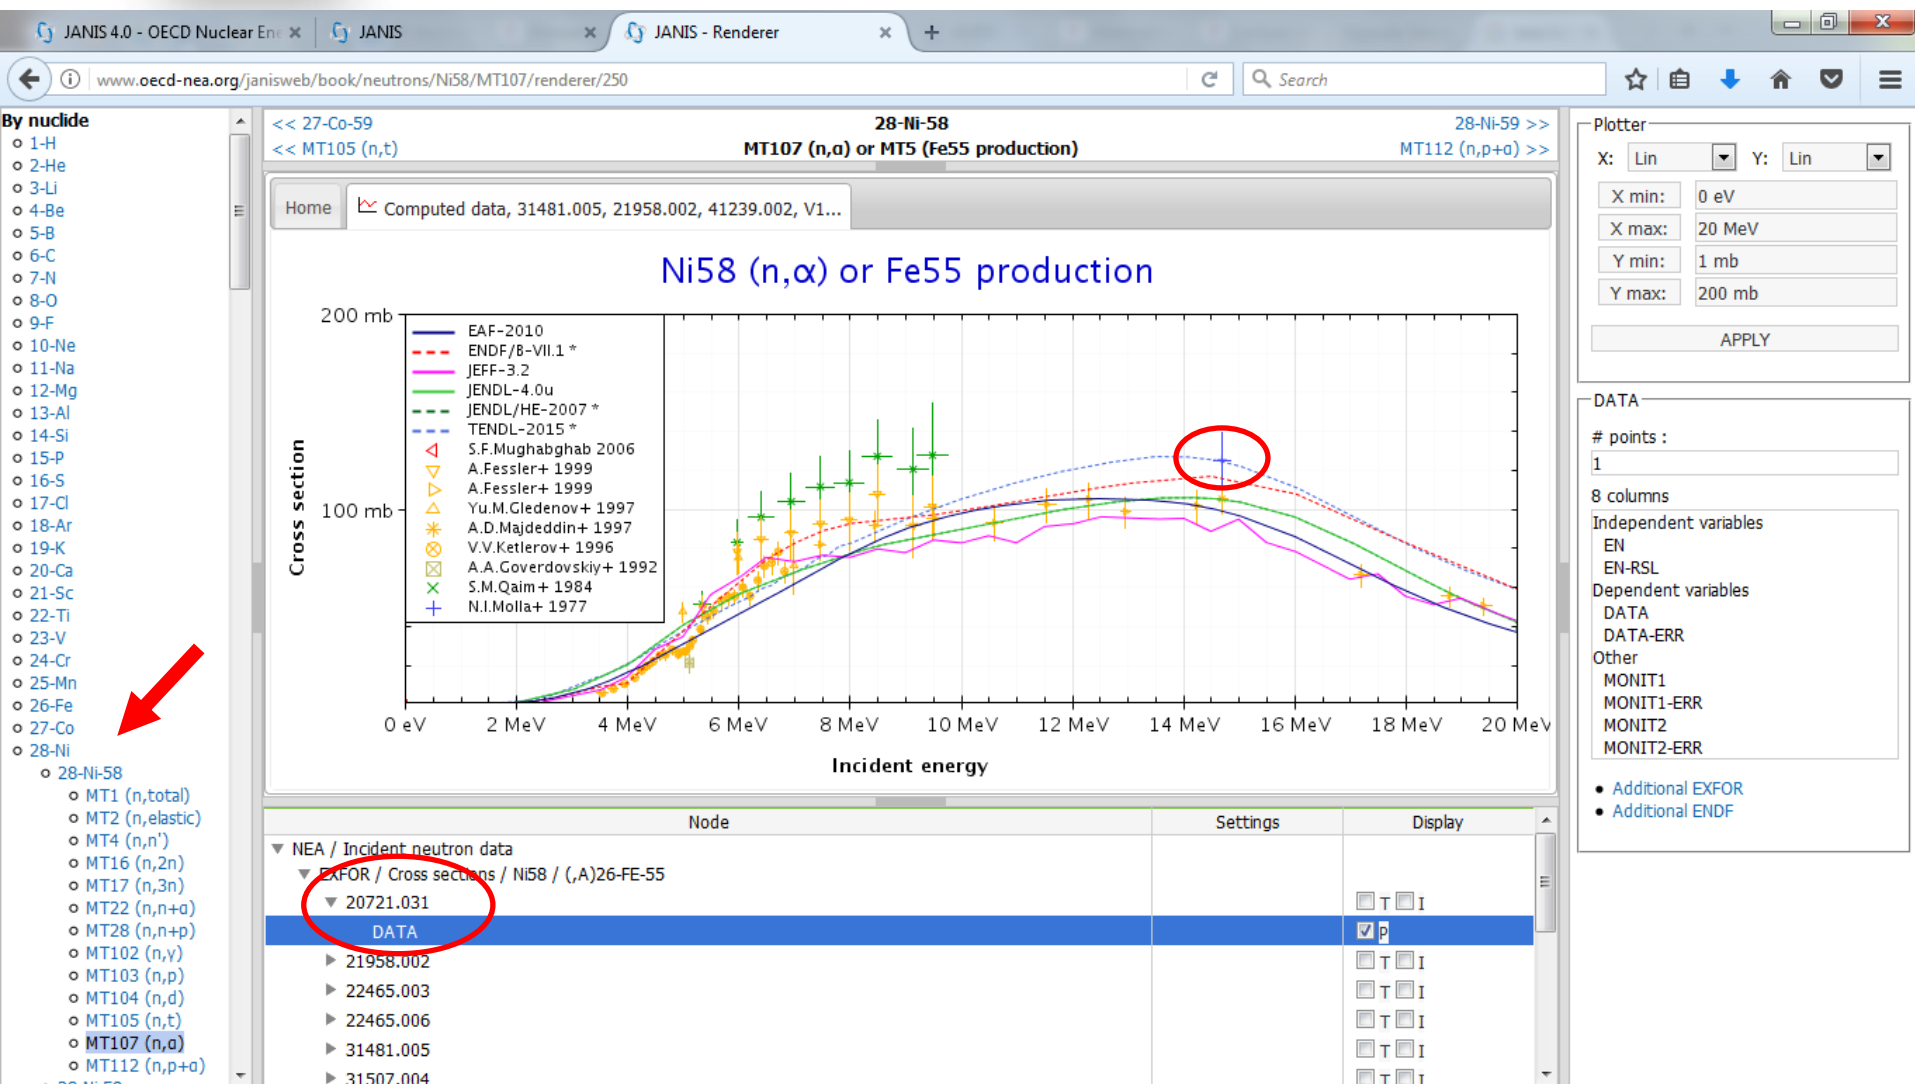 JANIS 4.0 - OECD Nuclear Ene
JANIS
JANIS - Renderer
www.oecd-nea.org/janisweb/book/neutrons/Ni58/MT107/renderer/250
Search
By nuclide
1-H
2-He
3-Li
4-Be
5-B
6-C
7-N
8-O
9-F
10-Ne
11-Na
12-Mg
13-Al
14-Si
15-P
16-S
17-Cl
18-Ar
19-K
20-Ca
21-Sc
22-Ti
23-V
24-Cr
25-Mn
26-Fe
27-Co
28-Ni
28-Ni-58
MT1 (n,total)
MT2 (n,elastic)
MT4 (n,n')
MT16 (n,2n)
MT17 (n,3n)
MT22 (n,n+α)
MT28 (n,n+p)
MT102 (n,γ)
MT103 (n,p)
MT104 (n,d)
MT105 (n,t)
MT107 (n,α)
MT112 (n,p+α)
<< 27-Co-59 28-Ni-58 28-Ni-59 >>
<< MT105 (n,t) MT107 (n,α) or MT5 (Fe55 production) MT112 (n,p+α) >>
Home
Computed data, 31481.005, 21958.002, 41239.002, V1...
Ni58 (n,α) or Fe55 production
200 mb
100 mb
Cross section
EAF-2010
ENDF/B-VII.1 *
JEFF-3.2
JENDL-4.0u
JENDL/HE-2007 *
TENDL-2015 *
S.F.Mughabghab 2006
A.Fessler+ 1999
A.Fessler+ 1999
Yu.M.Gledenov+ 1997
A.D.Majdeddin+ 1997
V.V.Ketlerov+ 1996
A.A.Goverdovskiy+ 1992
S.M.Qaim+ 1984
N.I.Molla+ 1977
0 eV 2 MeV 4 MeV 6 MeV 8 MeV 10 MeV 12 MeV 14 MeV 16 MeV 18 MeV 20 MeV
Incident energy
Node Settings Display
NEA / Incident neutron data
EXFOR / Cross sections / Ni58 / (,A)26-FE-55
20721.031 T I
DATA P
21958.002 T I
22465.003 T I
22465.006 T I
31481.005 T I
31507.004 T I
Plotter
X: Lin Y: Lin
X min: 0 eV
X max: 20 MeV
Y min: 1 mb
Y max: 200 mb
APPLY
DATA
# points :
1
8 columns
Independent variables
EN
EN-RSL
Dependent variables
DATA
DATA-ERR
Other
MONIT1
MONIT1-ERR
MONIT2
MONIT2-ERR
Additional EXFOR
Additional ENDF